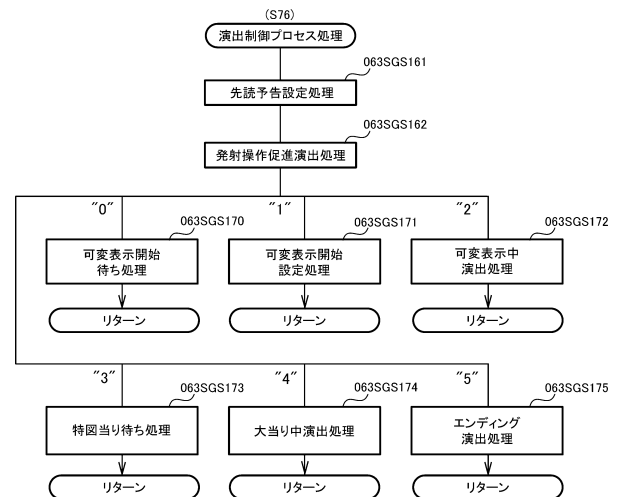 (S76)
演出制御プロセス処理
063SGS161
先読予告設定処理
063SGS162
発射操作促進演出処理
"0"
"1"
"2"
063SGS170
063SGS171
063SGS172
可変表示開始
待ち処理
可変表示開始
設定処理
可変表示中
演出処理
リターン
リターン
リターン
"3"
"4"
"5"
063SGS173
063SGS174
063SGS175
特図当り待ち処理
大当り中演出処理
エンディング
演出処理
リターン
リターン
リターン